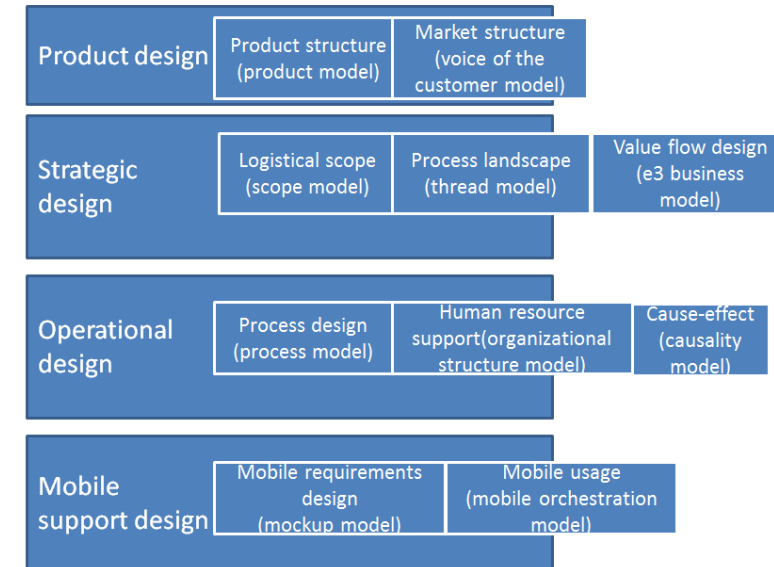 Product design
Product structure
(product model)
Market structure
(voice of the
customer model)
Strategic
design
Logistical scope
(scope model)
Process landscape
(thread model)
Value flow design
(e3 business
model)
Operational
design
Process design
(process model)
Human resource
support(organizational
structure model)
Cause-effect
(causality
model)
Mobile
support design
Mobile requirements
design
(mockup model)
Mobile usage
(mobile orchestration
model)